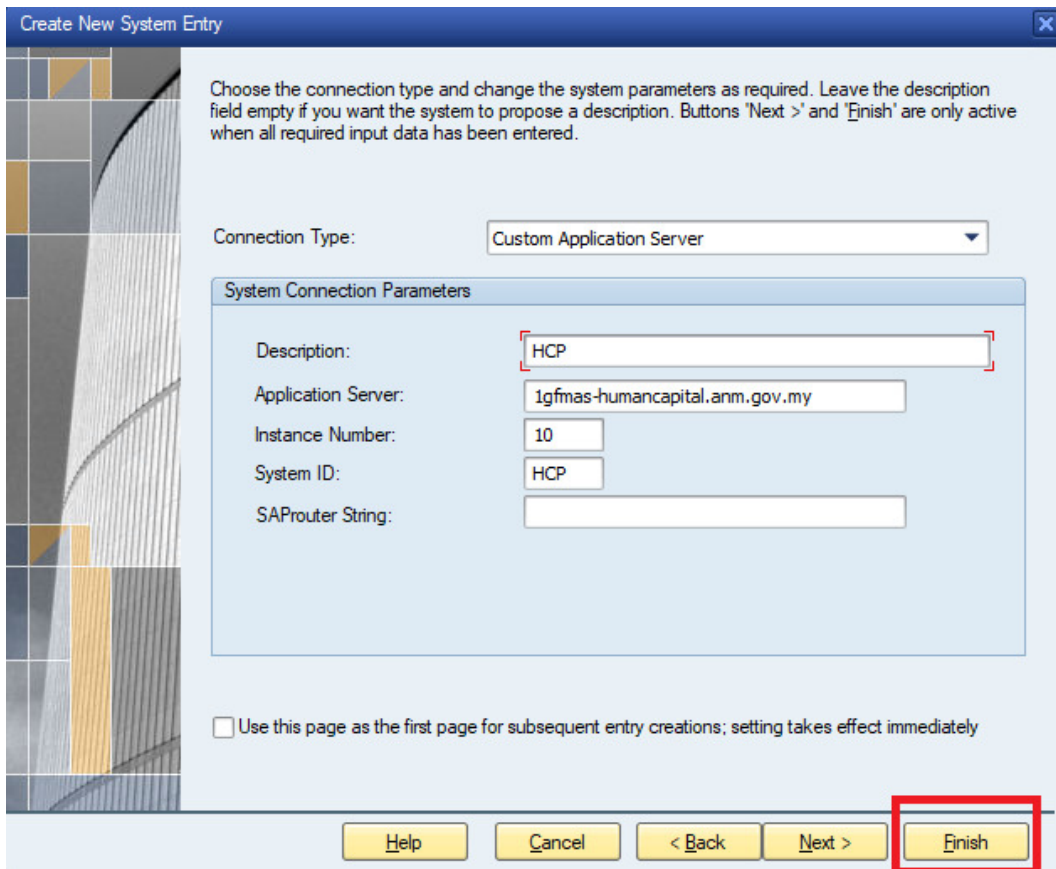 Create New System Entry
Choose the connection type and change the system parameters as required. Leave the description
field empty if you want the system to propose a description. Buttons 'Next >' and 'Finish' are only active
when all required input data has been entered.
Connection Type: Custom Application Server
System Connection Parameters
Description: HCP
Application Server: 1gfmas-humancapital.anm.gov.my
Instance Number: 10
System ID: HCP
SAProuter String:
Use this page as the first page for subsequent entry creations; setting takes effect immediately
Help Cancel < Back Next > Finish